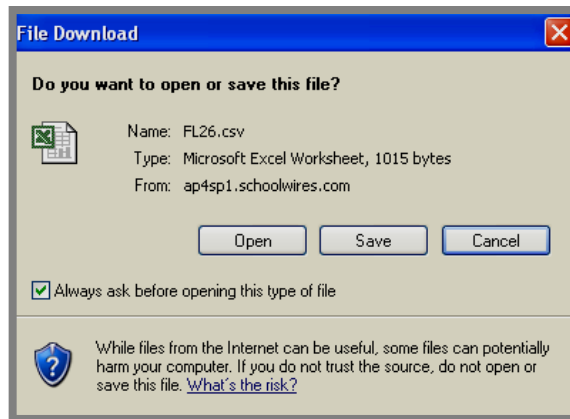 File Download
Do you want to open or save this file?
Name: FL26.csv
Type: Microsoft Excel Worksheet, 1015 bytes
From: ap4sp1.schoolwires.com
Open Save Cancel
Always ask before opening this type of file
While files from the Internet can be useful, some files can potentially
harm your computer. If you do not trust the source, do not open or
save this file. What's the risk?